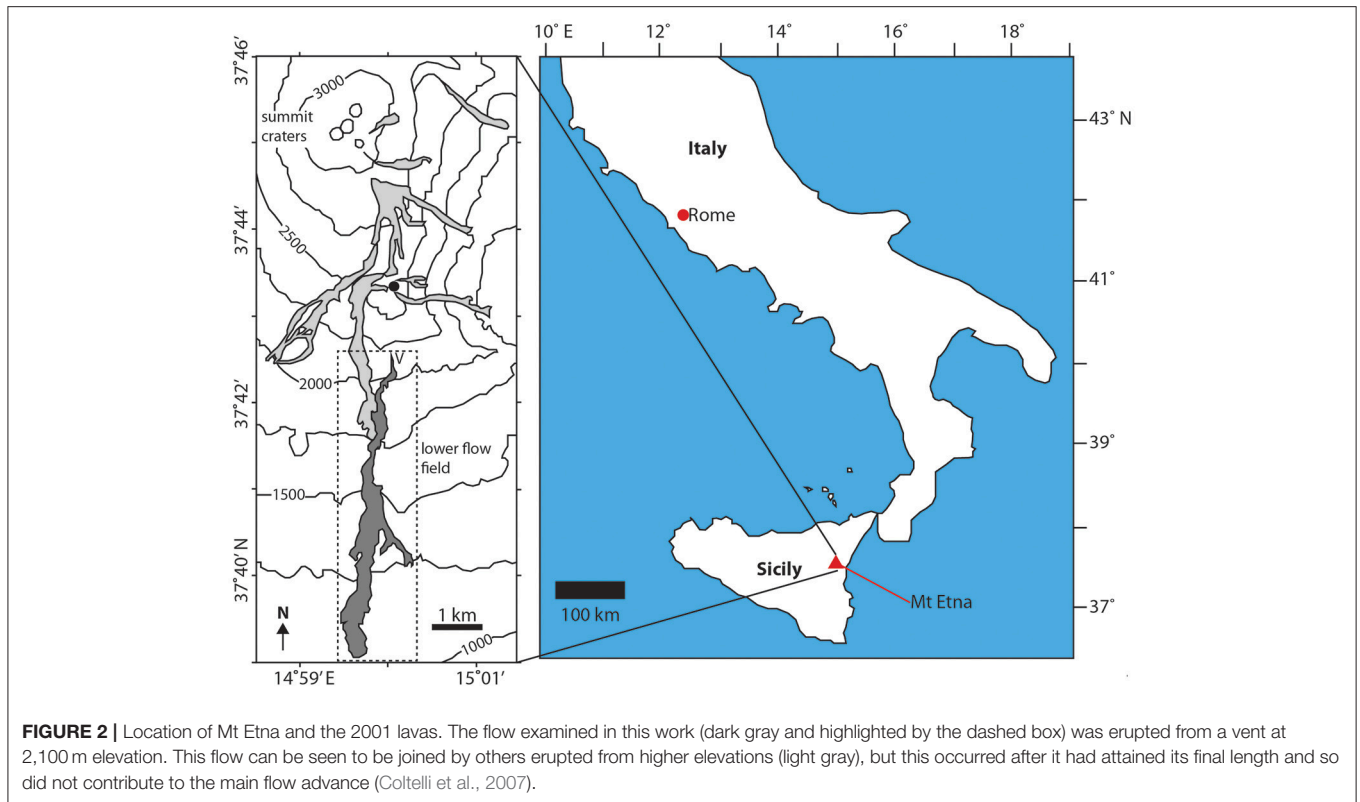 10° E
12°
14°
16°
18°
37°46′
37°44′
37°42′
37°40′ N
3000
summit
craters
2500
2000
V
lower flow
field
1500
N
1 km
1000
14°59′ E
15°01′
43° N
41°
39°
37°
Italy
Rome
Sicily
100 km
Mt Etna
FIGURE 2 | Location of Mt Etna and the 2001 lavas. The flow examined in this work (dark gray and highlighted by the dashed box) was erupted from a vent at
2,100 m elevation. This flow can be seen to be joined by others erupted from higher elevations (light gray), but this occurred after it had attained its final length and so
did not contribute to the main flow advance (Coltelli et al., 2007).